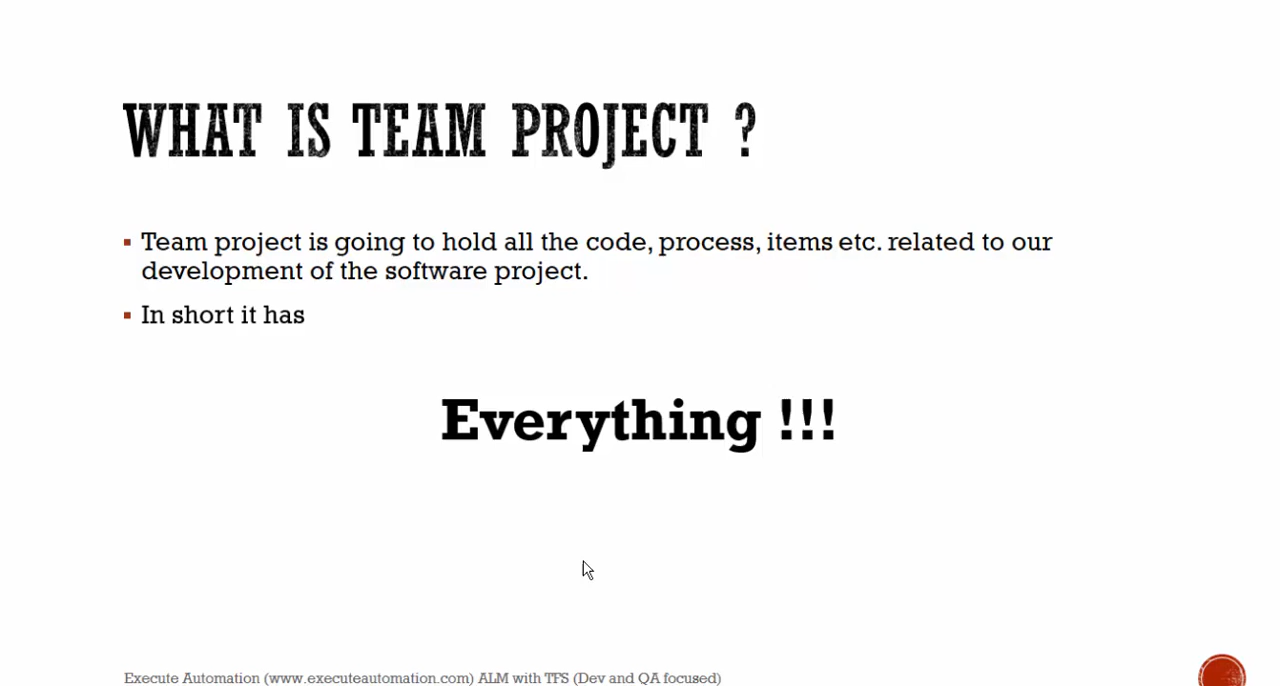 WHAT IS TEAM PROJECT ?
▪ Team project is going to hold all the code, process, items etc. related to our
development of the software project.
▪ In short it has
Everything !!!
Execute Automation (www.executeautomation.com) ALM with TFS (Dev and QA focused)